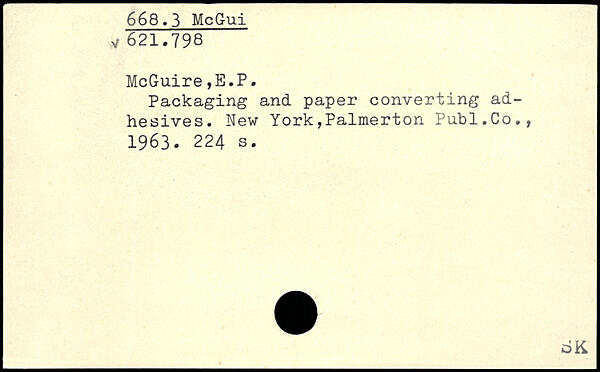 668.3 McGui
v 621.798
McGuire,E.P.
Packaging and paper converting ad-
hesives. New York,Palmerton Publ.Co.,
1963. 224 s.
SK